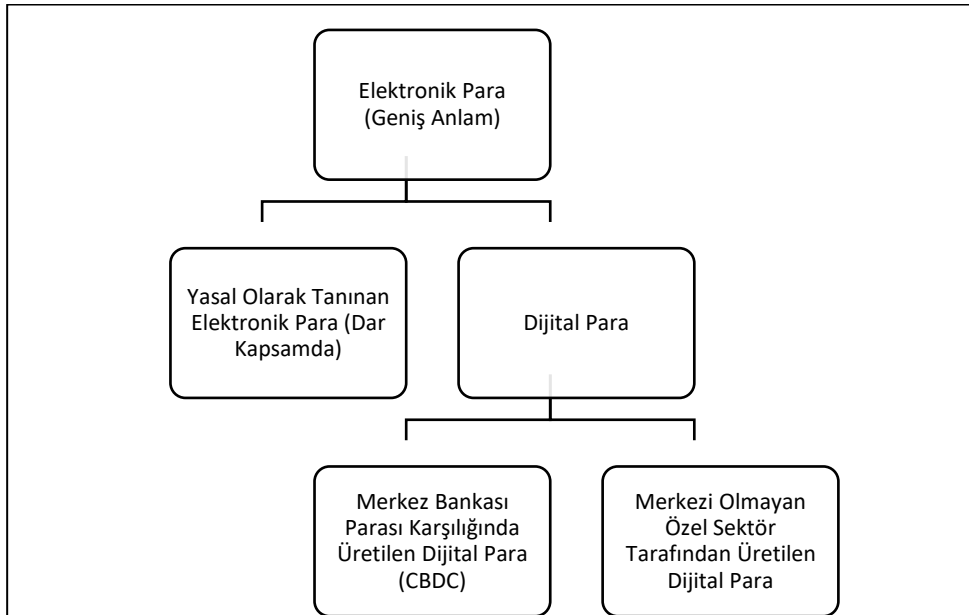 Elektronik Para
(Geniş Anlam)
Yasal Olarak Tanınan
Elektronik Para (Dar
Kapsamda)
Dijital Para
Merkez Bankası
Parası Karşılığında
Üretilen Dijital Para
(CBDC)
Merkezi Olmayan
Özel Sektör
Tarafından Üretilen
Dijital Para